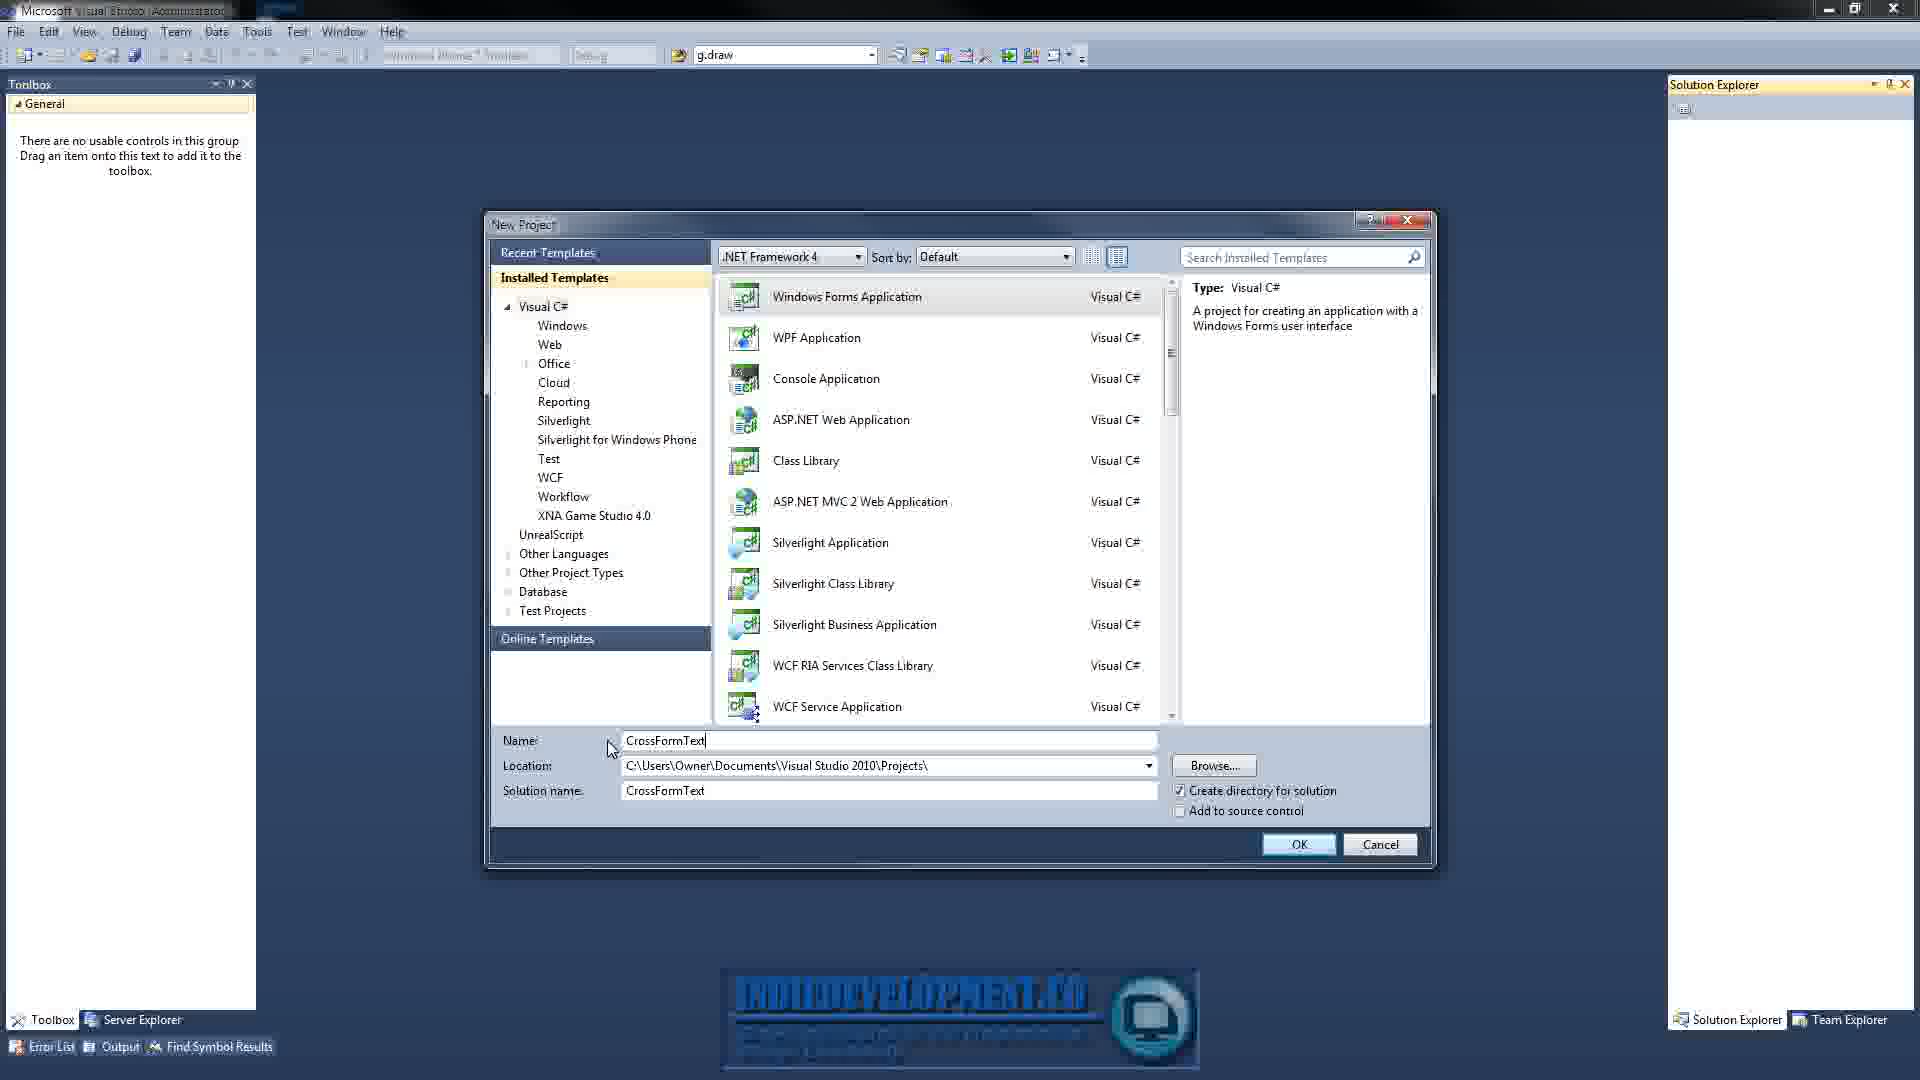 Microsoft Visual Studio (Administrator)
File Edit View Debug Team Data Tools Test Window Help
Debug g.draw
Toolbox
General
There are no usable controls in this group
Drag an item onto this text to add it to the
toolbox.
Solution Explorer
New Project
Recent Templates
Installed Templates
Visual C#
Windows
Web
Office
Cloud
Reporting
Silverlight
Silverlight for Windows Phone
Test
WCF
Workflow
XNA Game Studio 4.0
UnrealScript
Other Languages
Other Project Types
Database
Test Projects
Online Templates
.NET Framework 4 Sort by: Default
Search Installed Templates
Windows Forms Application Visual C#
WPF Application Visual C#
Console Application Visual C#
ASP.NET Web Application Visual C#
Class Library Visual C#
ASP.NET MVC 2 Web Application Visual C#
Silverlight Application Visual C#
Silverlight Class Library Visual C#
Silverlight Business Application Visual C#
WCF RIA Services Class Library Visual C#
WCF Service Application Visual C#
Type: Visual C#
A project for creating an application with a
Windows Forms user interface
Name: CrossFormText
Location: C:\Users\Owner\Documents\Visual Studio 2010\Projects\ Browse...
Solution name: CrossFormText
Create directory for solution
Add to source control
OK Cancel
Toolbox Server Explorer
Solution Explorer Team Explorer
Error List Output Find Symbol Results